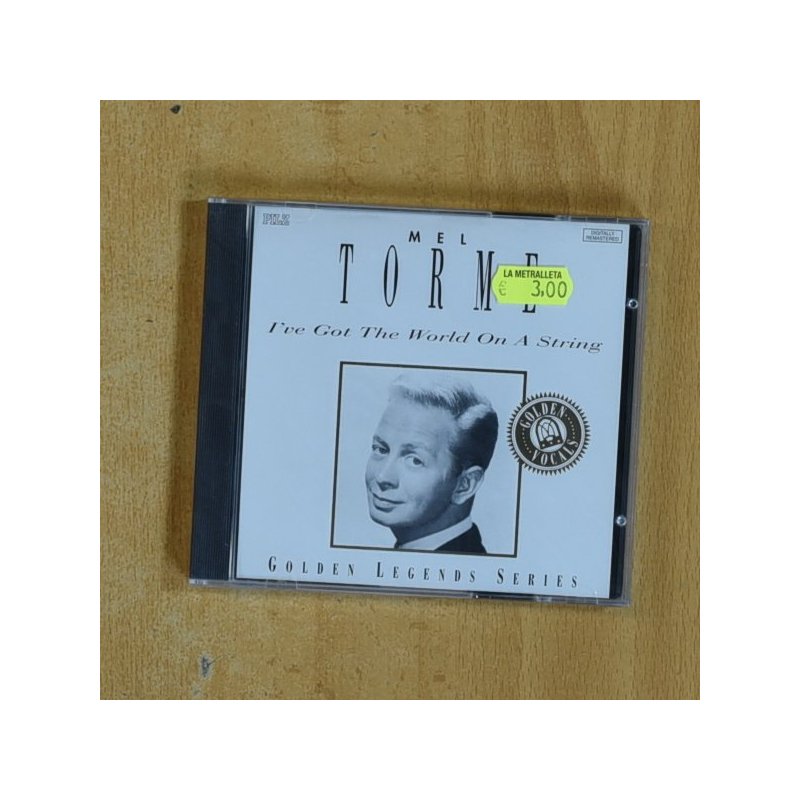 DIGITALLY
REMASTERED
MEL
TORME
LA METRALLETA
€ 3,00
I've Got The World On A String
GOLDEN
VOCALS
GOLDEN LEGENDS SERIES